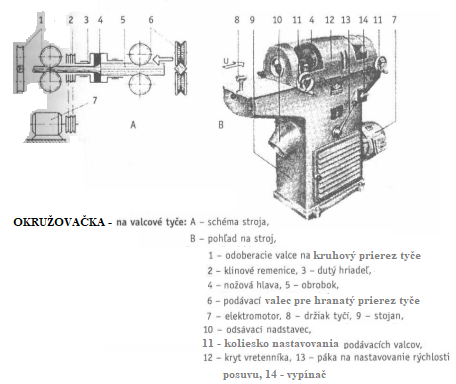 1 2 3 4 5 6
7
A
8 9 10 11 4 12 13 14 11 7
U
B
OKRUŽOVAČKA - na valcové tyče: A – schéma stroja,
B – pohľad na stroj,
1 – odoberacie valce na kruhový prierez tyče
2 – klinové remenice, 3 – dutý hriadeľ,
4 – nožová hlava, 5 – obrobok,
6 – podávací valec pre hranatý prierez tyče
7 – elektromotor, 8 – držiak tyčí, 9 – stojan,
10 – odsávací nadstavec,
11 - koliesko nastavovania podávacích valcov,
12 – kryt vretenníka, 13 – páka na nastavovanie rýchlosti
posuvu, 14 - vypínač